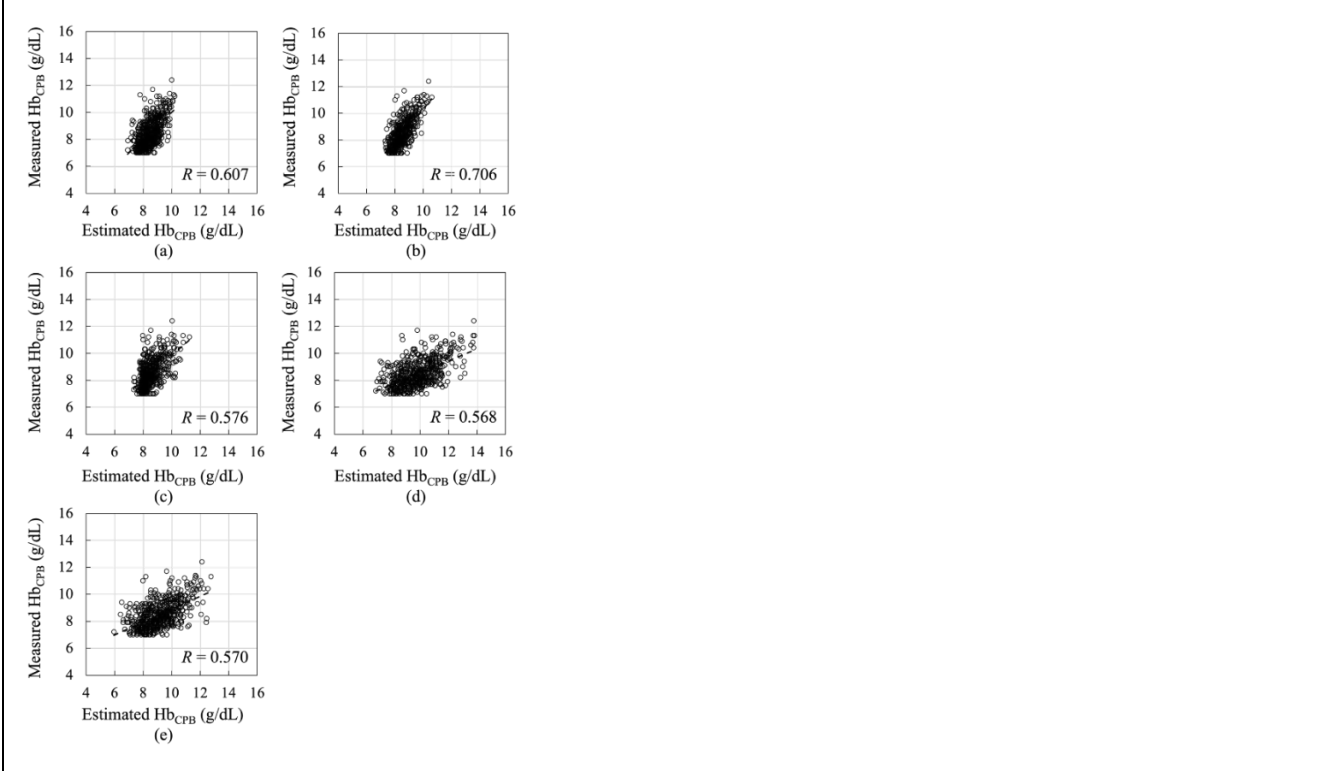 16
14
12
10
8
6
4
Measured HbCPB (g/dL)
R = 0.607
4 6 8 10 12 14 16
Estimated HbCPB (g/dL)
(a)
16
14
12
10
8
6
4
Measured HbCPB (g/dL)
R = 0.706
4 6 8 10 12 14 16
Estimated HbCPB (g/dL)
(b)
16
14
12
10
8
6
4
Measured HbCPB (g/dL)
R = 0.576
4 6 8 10 12 14 16
Estimated HbCPB (g/dL)
(c)
16
14
12
10
8
6
4
Measured HbCPB (g/dL)
R = 0.568
4 6 8 10 12 14 16
Estimated HbCPB (g/dL)
(d)
16
14
12
10
8
6
4
Measured HbCPB (g/dL)
R = 0.570
4 6 8 10 12 14 16
Estimated HbCPB (g/dL)
(e)